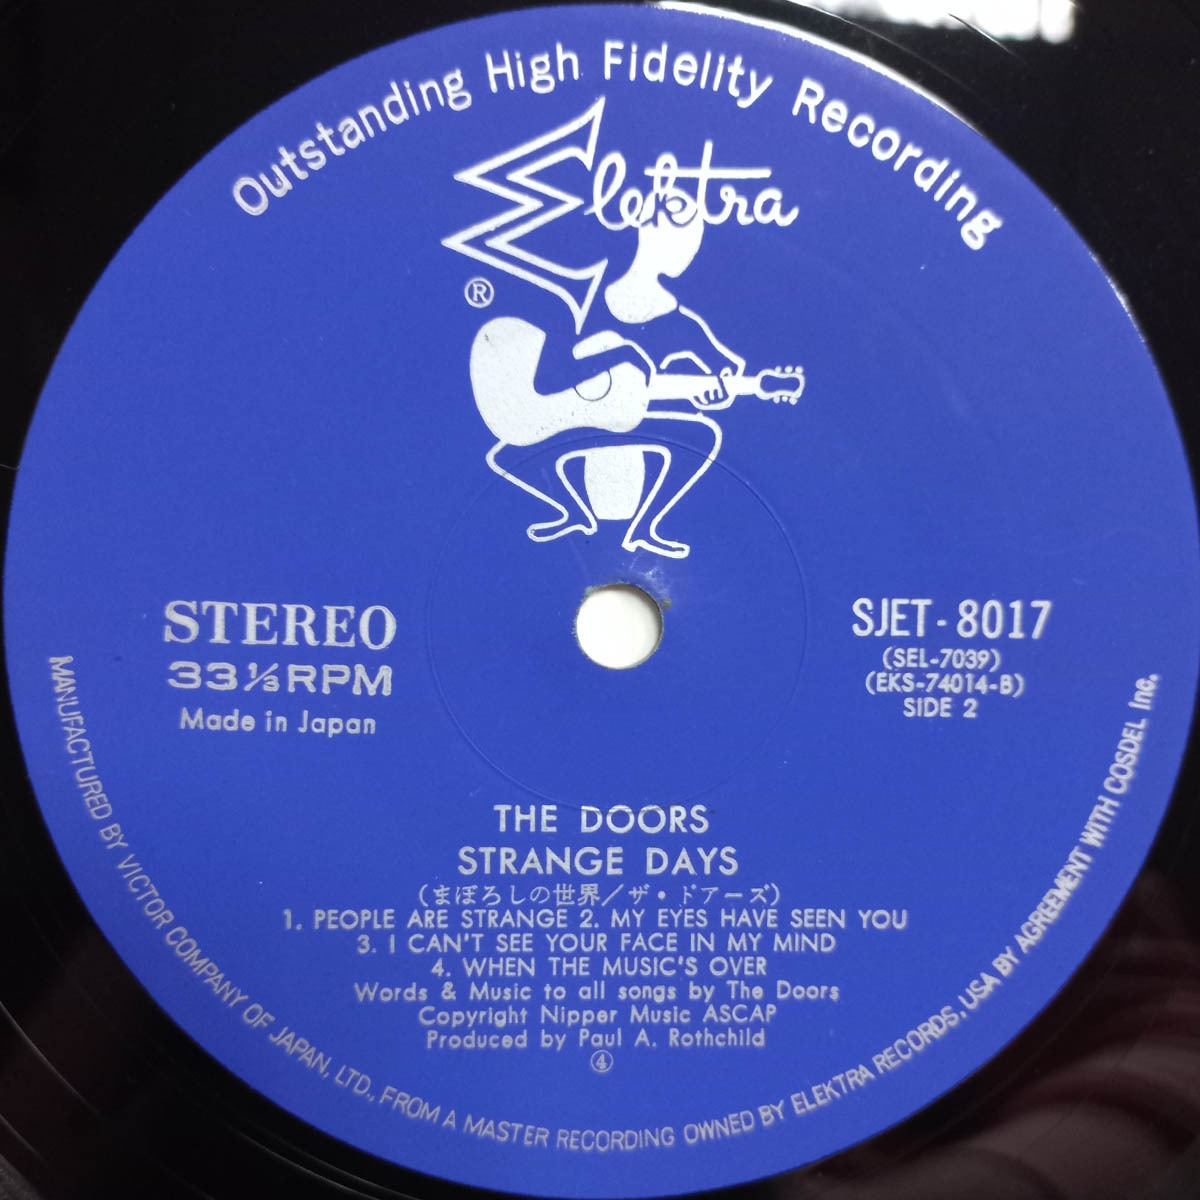 Outstanding High Fidelity Recording
Elektra
®
STEREO
33⅓ RPM
Made in Japan
SJET-8017
(SEL-7039)
(EKS-74014-B)
SIDE 2
THE DOORS
STRANGE DAYS
(まぼろしの世界/ザ・ドアーズ)
1. PEOPLE ARE STRANGE 2. MY EYES HAVE SEEN YOU
3. I CAN'T SEE YOUR FACE IN MY MIND
4. WHEN THE MUSIC'S OVER
Words & Music to all songs by The Doors
Copyright Nipper Music ASCAP
Produced by Paul A. Rothchild
④
MANUFACTURED BY VICTOR COMPANY OF JAPAN, LTD., FROM A MASTER RECORDING OWNED BY ELEKTRA RECORDS, USA BY AGREEMENT WITH COSDEL Inc.